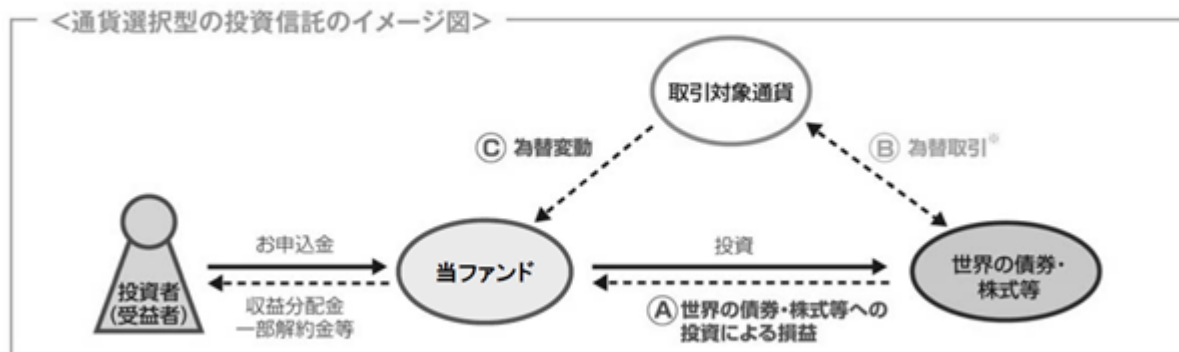 <通貨選択型の投資信託のイメージ図>
取引対象通貨
Ⓒ 為替変動
Ⓑ 為替取引※
お申込金
投資
投資者
(受益者)
当ファンド
世界の債券・
株式等
収益分配金
一部解約金等
Ⓐ 世界の債券・株式等への
投資による損益